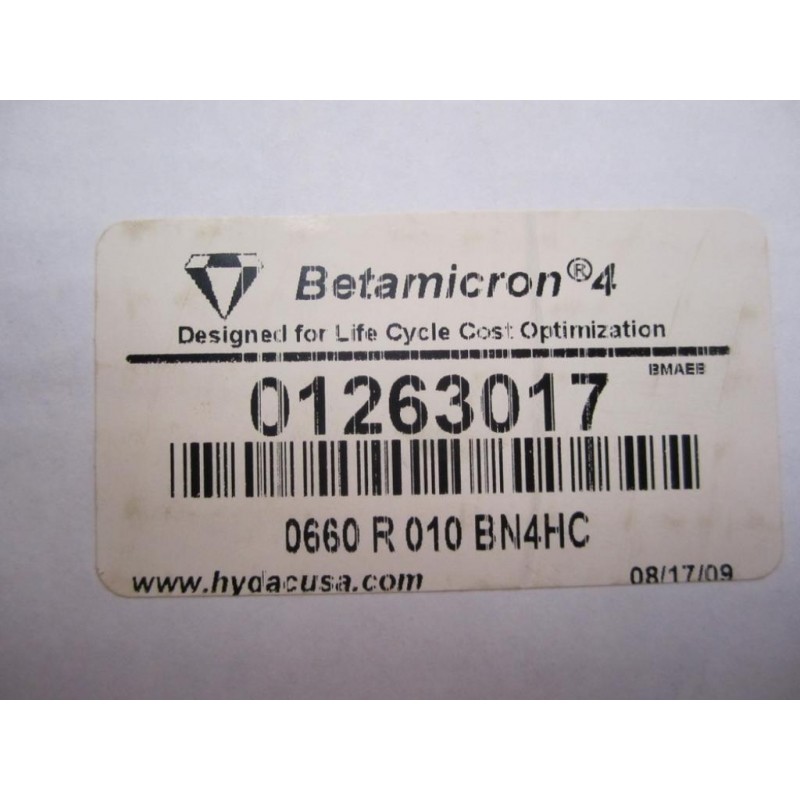 Betamicron®4
Designed for Life Cycle Cost Optimization
BMAEB
01263017
0660 R 010 BN4HC
www.hydacusa.com
08/17/09